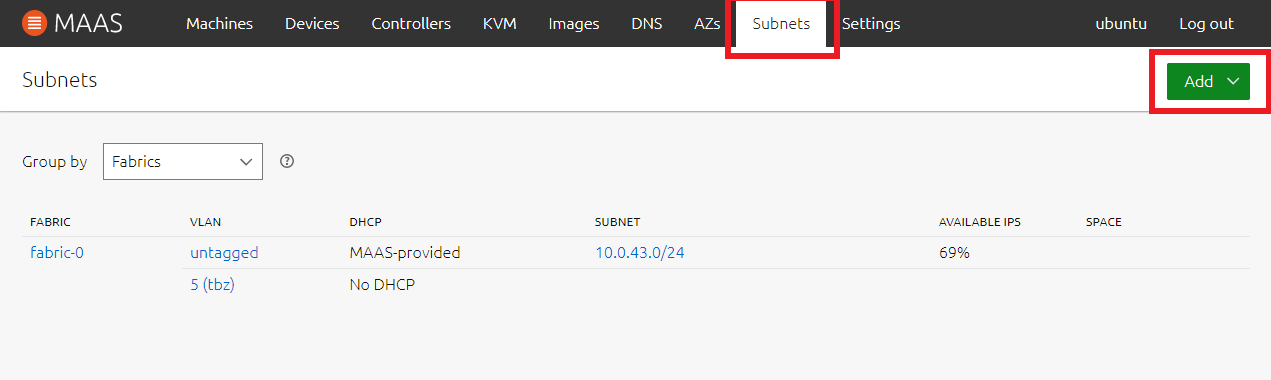 MAAS Machines Devices Controllers KVM Images DNS AZs Subnets Settings ubuntu Log out
Subnets Add
Group by Fabrics ?
FABRIC VLAN DHCP SUBNET AVAILABLE IPS SPACE
fabric-0 untagged MAAS-provided 10.0.43.0/24 69%
5 (tbz) No DHCP